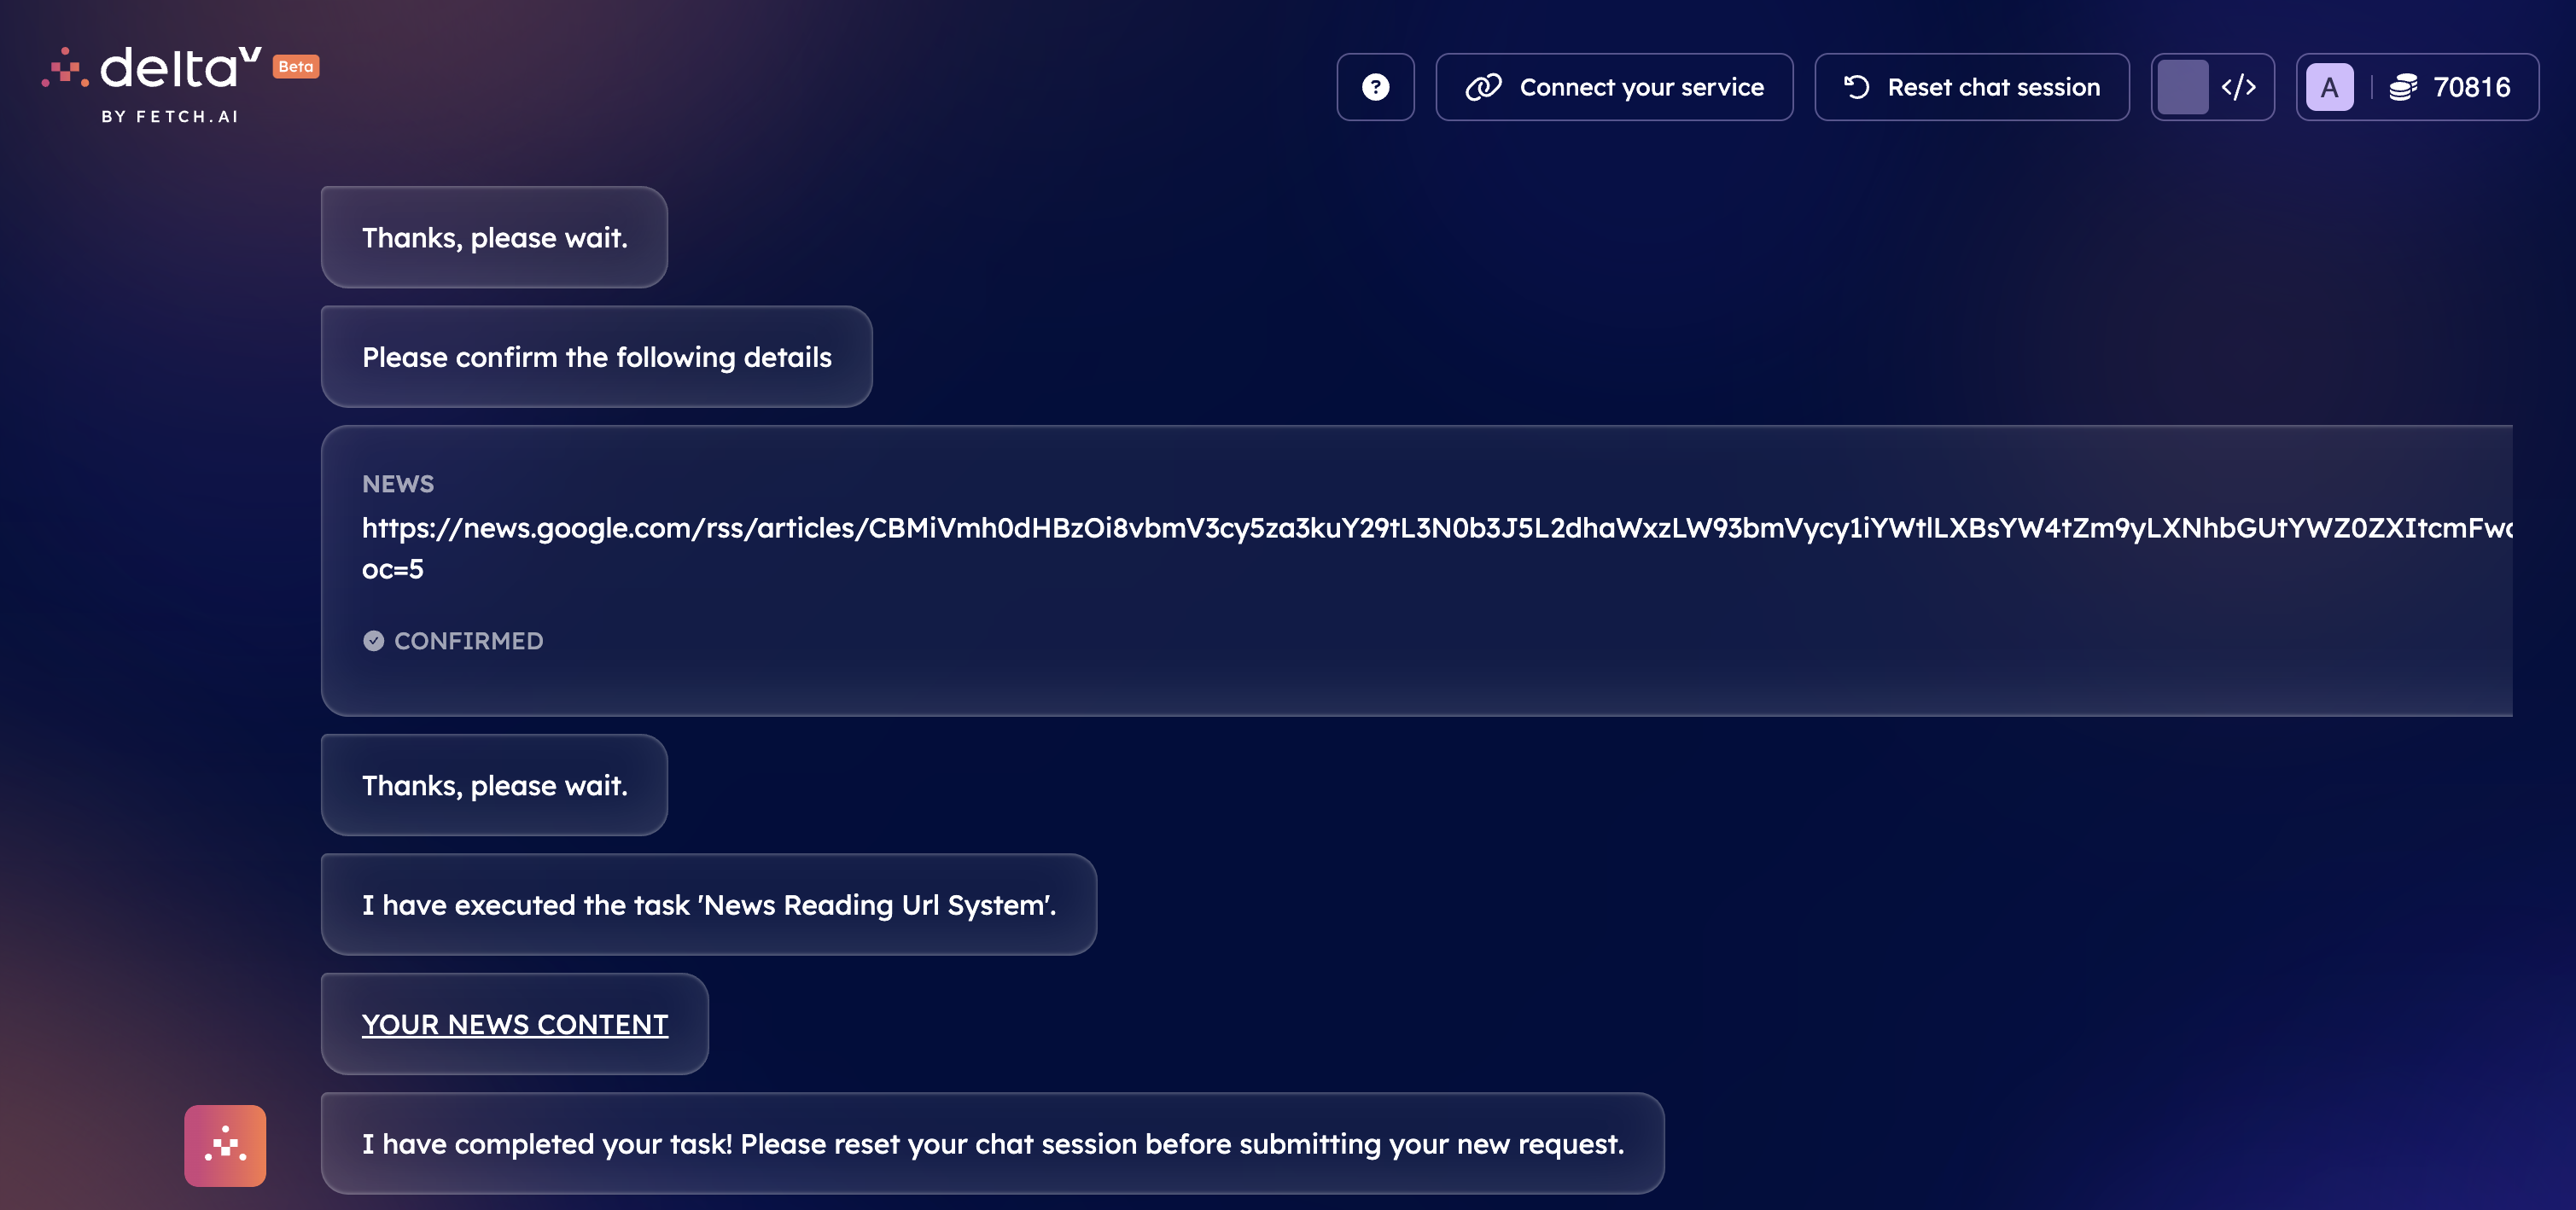 deltaV Beta
BY FETCH.AI
?
Connect your service
Reset chat session
</>
A
70816
Thanks, please wait.
Please confirm the following details
NEWS
https://news.google.com/rss/articles/CBMiVmh0dHBzOi8vbmV3cy5za3kuY29tL3N0b3J5L2dhaWxzLW93bmVycy1iYWtlLXBsYW4tZm9yLXNhbGUtYWZ0ZXItcmFwc
oc=5
CONFIRMED
Thanks, please wait.
I have executed the task 'News Reading Url System'.
YOUR NEWS CONTENT
I have completed your task! Please reset your chat session before submitting your new request.